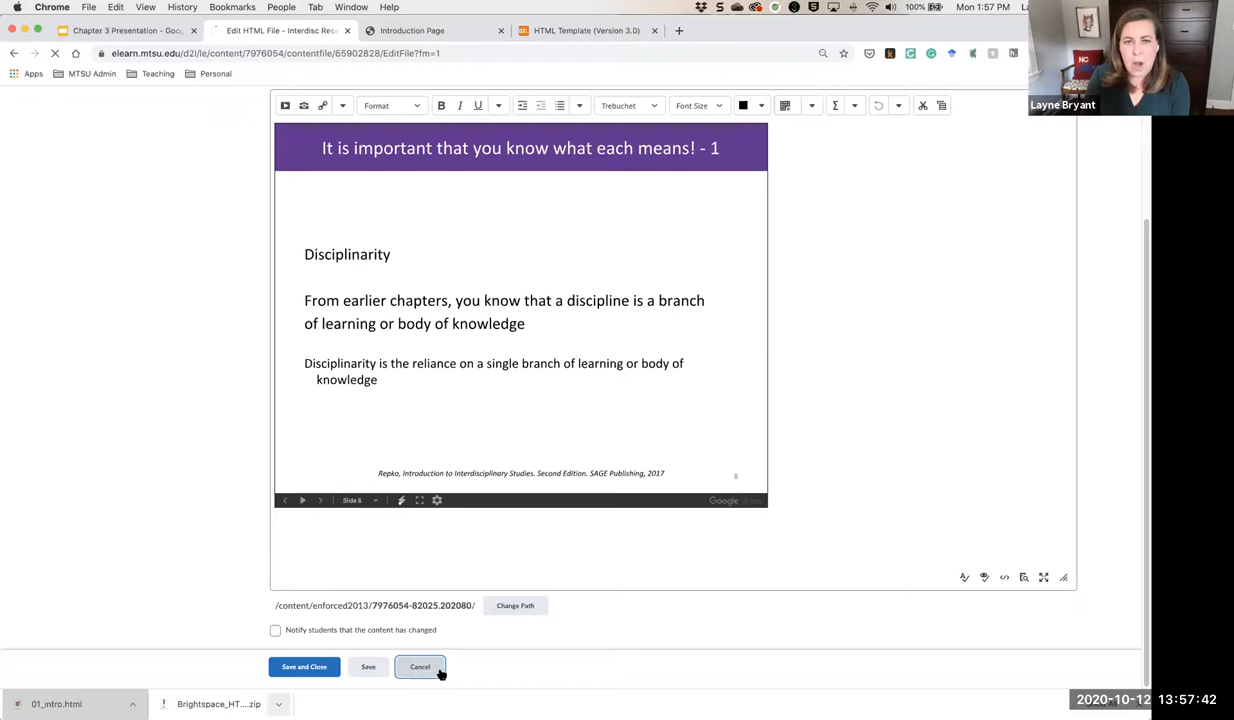 Chrome File Edit View History Bookmarks People Tab Window Help 100% Mon 1:57 PM
Chapter 3 Presentation - Goog Edit HTML File - Interdisc Res Introduction Page HTML Template (Version 3.0)
elearn.mtsu.edu/d2l/le/content/7976054/contentfile/65902828/EditFile?fm=1
Apps MTSU Admin Teaching Personal
NC
Layne Bryant
Format B I U Trebuchet Font Size Σ
It is important that you know what each means! - 1
Disciplinarity
From earlier chapters, you know that a discipline is a branch
of learning or body of knowledge
Disciplinarity is the reliance on a single branch of learning or body of
knowledge
Repko, Introduction to Interdisciplinary Studies. Second Edition. SAGE Publishing, 2017
8
Slide 8 Google
/content/enforced2013/7976054-82025.202080/ Change Path
Notify students that the content has changed
Save and Close Save Cancel
01_intro.html Brightspace_HT....zip
2020-10-12 13:57:42